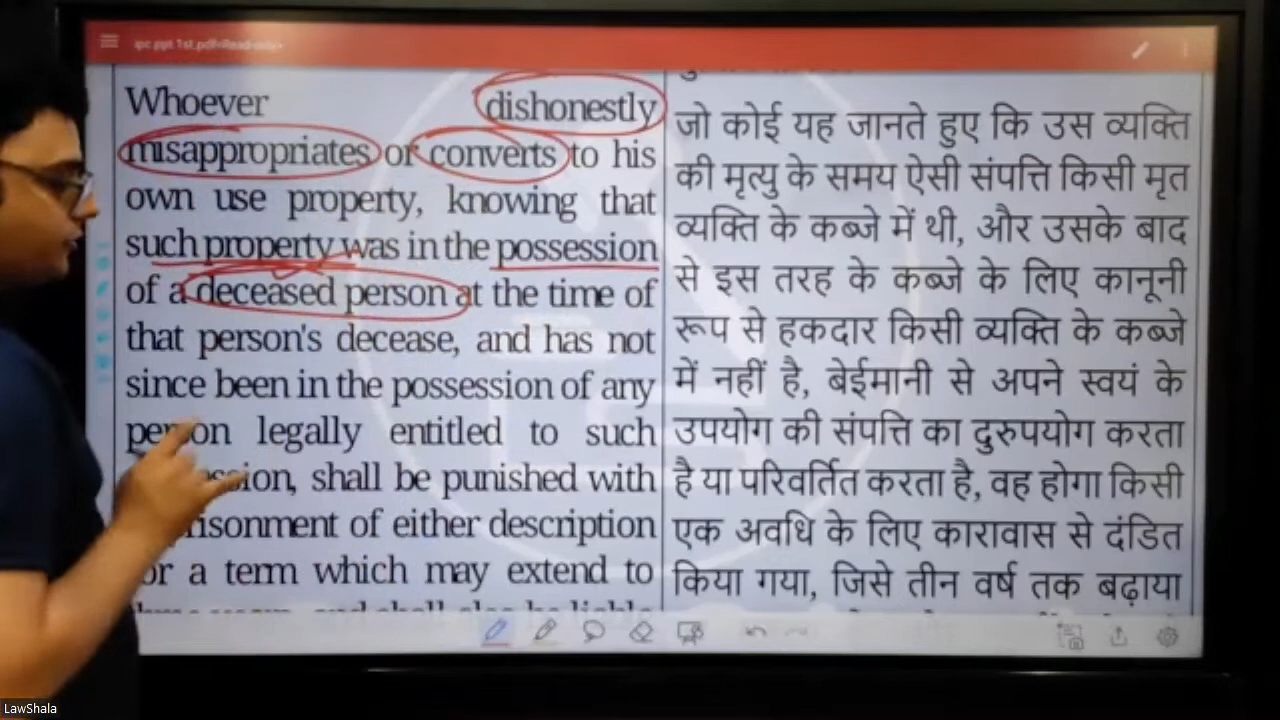 ipc ppt 1st.pdf
Whoever dishonestly
misappropriates or converts to his
own use property, knowing that
such property was in the possession
of a deceased person at the time of
that person's decease, and has not
since been in the possession of any
person legally entitled to such
shall be punished with
of either description
a term which may extend to
जो कोई यह जानते हुए कि उस व्यक्ति
की मृत्यु के समय ऐसी संपत्ति किसी मृत
व्यक्ति के कब्जे में थी, और उसके बाद
से इस तरह के कब्जे के लिए कानूनी
रूप से हकदार किसी व्यक्ति के कब्जे
में नहीं है, बेईमानी से अपने स्वयं के
उपयोग की संपत्ति का दुरुपयोग करता
है या परिवर्तित करता है, वह होगा किसी
एक अवधि के लिए कारावास से दंडित
किया गया, जिसे तीन वर्ष तक बढ़ाया
LawShala